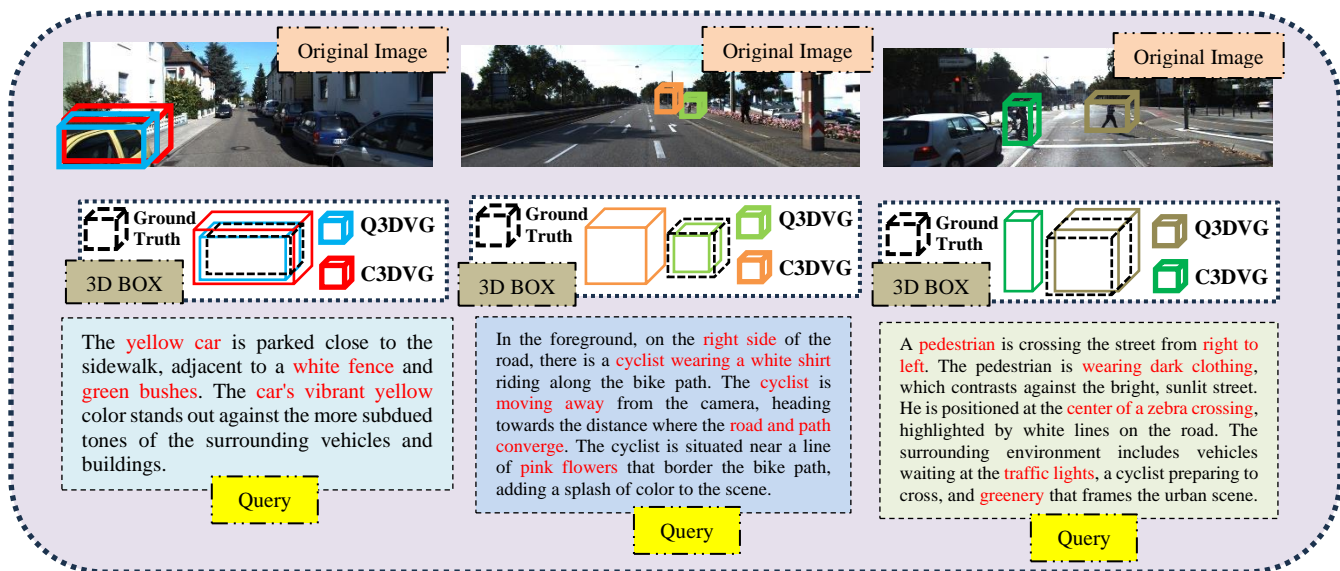 Original Image
Original Image
Original Image
Ground
Truth
Q3DVG
C3DVG
3D BOX
Ground
Truth
Q3DVG
C3DVG
3D BOX
Ground
Truth
Q3DVG
C3DVG
3D BOX
The yellow car is parked close to the
sidewalk, adjacent to a white fence and
green bushes. The car's vibrant yellow
color stands out against the more subdued
tones of the surrounding vehicles and
buildings.
Query
In the foreground, on the right side of the
road, there is a cyclist wearing a white shirt
riding along the bike path. The cyclist is
moving away from the camera, heading
towards the distance where the road and path
converge. The cyclist is situated near a line
of pink flowers that border the bike path,
adding a splash of color to the scene.
Query
A pedestrian is crossing the street from right to
left. The pedestrian is wearing dark clothing,
which contrasts against the bright, sunlit street.
He is positioned at the center of a zebra crossing,
highlighted by white lines on the road. The
surrounding environment includes vehicles
waiting at the traffic lights, a cyclist preparing to
cross, and greenery that frames the urban scene.
Query